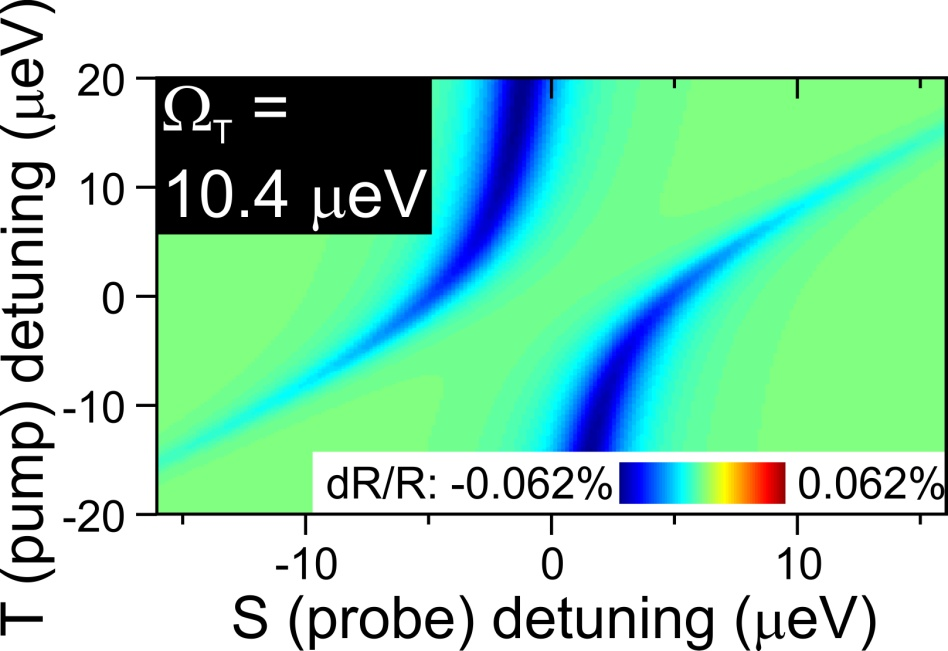 T (pump) detuning (μeV)
20
10
0
-10
-20
Ω_T =
10.4 μeV
dR/R: -0.062% 0.062%
-10 0 10
S (probe) detuning (μeV)